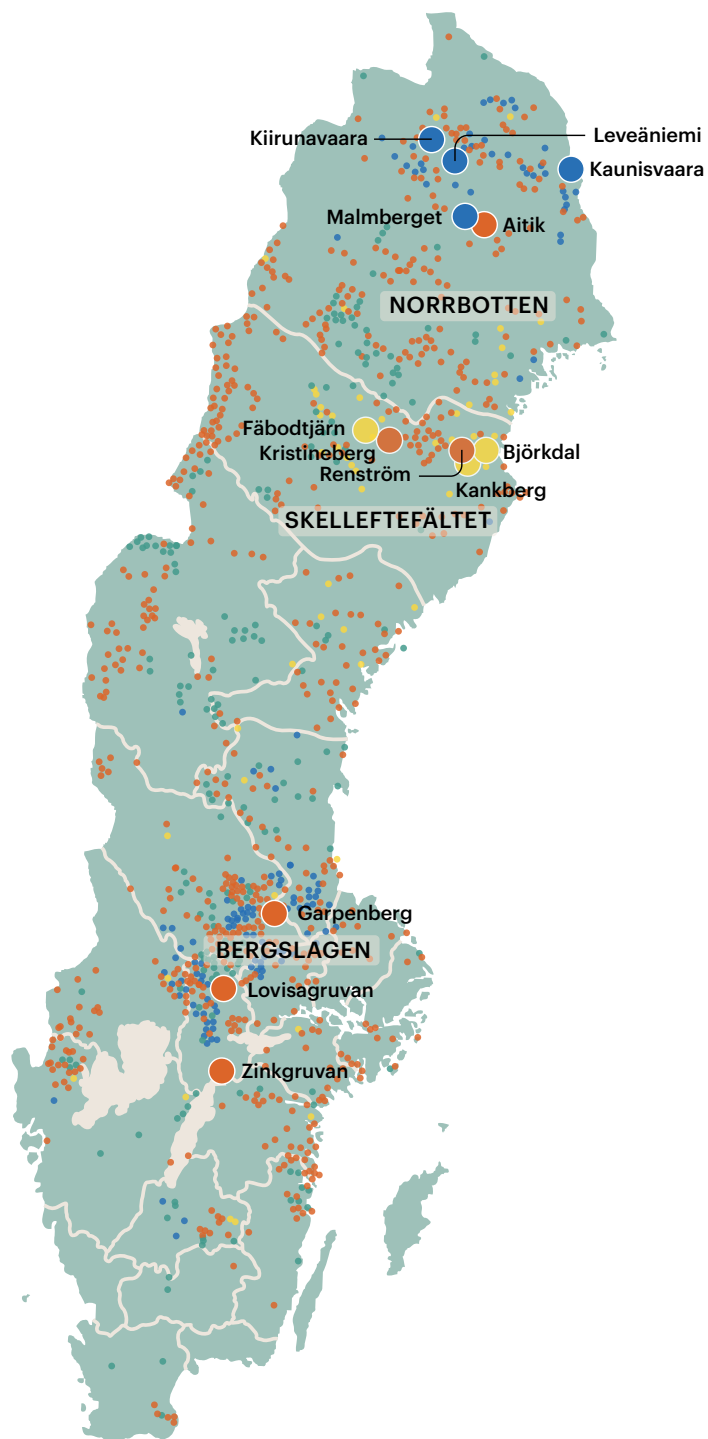 Kiirunavaara
Leveäniemi
Kaunisvaara
Malmberget
Aitik
NORRBOTTEN
Fäbodtjärn
Kristineberg
Björkdal
Renström
Kankberg
SKELLEFTEFÄLTET
Garpenberg
BERGSLAGEN
Lovisagruvan
Zinkgruvan